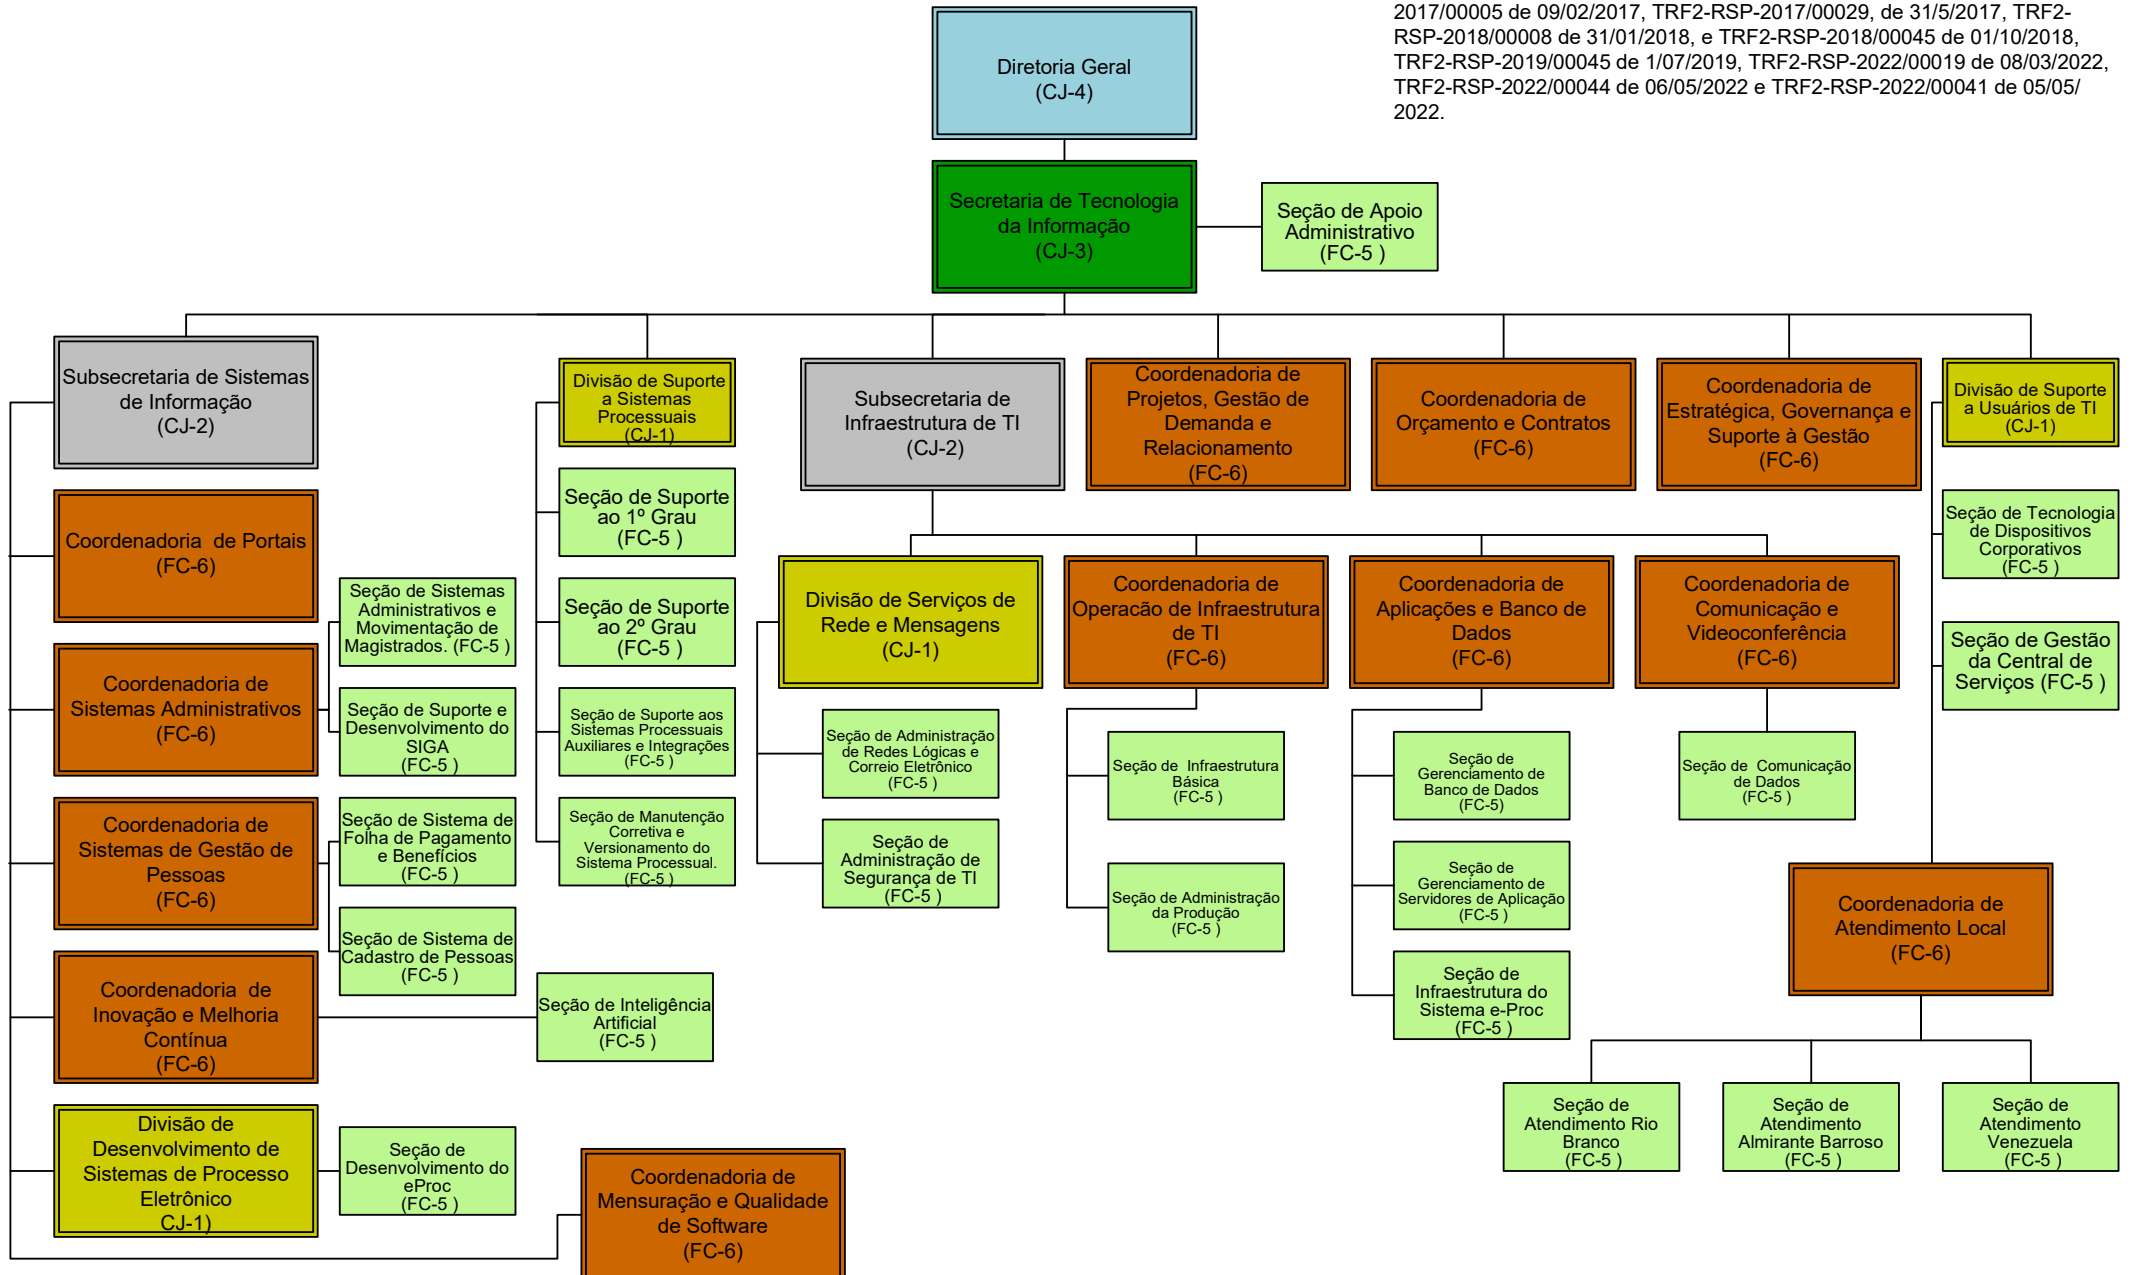 2017/00005 de 09/02/2017, TRF2-RSP-2017/00029, de 31/5/2017, TRF2-
RSP-2018/00008 de 31/01/2018, e TRF2-RSP-2018/00045 de 01/10/2018,
TRF2-RSP-2019/00045 de 1/07/2019, TRF2-RSP-2022/00019 de 08/03/2022,
TRF2-RSP-2022/00044 de 06/05/2022 e TRF2-RSP-2022/00041 de 05/05/
2022.
Diretoria Geral
(CJ-4)
Secretaria de Tecnologia
da Informação
(CJ-3)
Seção de Apoio
Administrativo
(FC-5 )
Subsecretaria de Sistemas
de Informação
(CJ-2)
Divisão de Suporte
a Sistemas
Processuais
(CJ-1)
Subsecretaria de
Infraestrutura de TI
(CJ-2)
Coordenadoria de
Projetos, Gestão de
Demanda e
Relacionamento
(FC-6)
Coordenadoria de
Orçamento e Contratos
(FC-6)
Coordenadoria de
Estratégica, Governança e
Suporte à Gestão
(FC-6)
Divisão de Suporte
a Usuários de TI
(CJ-1)
Coordenadoria  de Portais
(FC-6)
Seção de Sistemas
Administrativos e
Movimentação de
Magistrados. (FC-5 )
Coordenadoria de
Sistemas Administrativos
(FC-6)
Seção de Suporte e
Desenvolvimento do
SIGA
(FC-5 )
Coordenadoria de
Sistemas de Gestão de
Pessoas
(FC-6)
Seção de Sistema de
Folha de Pagamento
e Benefícios
(FC-5 )
Seção de Sistema de
Cadastro de Pessoas
(FC-5 )
Coordenadoria  de
Inovação e Melhoria
Contínua
(FC-6)
Seção de Inteligência
Artificial
(FC-5 )
Divisão de
Desenvolvimento de
Sistemas de Processo
Eletrônico
CJ-1)
Seção de
Desenvolvimento do
eProc
(FC-5 )
Coordenadoria de
Mensuração e Qualidade
de Software
(FC-6)
Seção de Suporte
ao 1º Grau
(FC-5 )
Seção de Suporte
ao 2º Grau
(FC-5 )
Seção de Suporte aos
Sistemas Processuais
Auxiliares e Integrações
(FC-5 )
Seção de Manutenção
Corretiva e
Versionamento do
Sistema Processual.
(FC-5 )
Divisão de Serviços de
Rede e Mensagens
(CJ-1)
Seção de Administração
de Redes Lógicas e
Correio Eletrônico
(FC-5 )
Seção de
Administração de
Segurança de TI
(FC-5 )
Coordenadoria de
Operacão de Infraestrutura
de TI
(FC-6)
Seção de  Infraestrutura
Básica
(FC-5 )
Seção de Administração
da Produção
(FC-5 )
Coordenadoria de
Aplicações e Banco de
Dados
(FC-6)
Seção de
Gerenciamento de
Banco de Dados
(FC-5)
Seção de
Gerenciamento de
Servidores de Aplicação
(FC-5 )
Seção de
Infraestrutura do
Sistema e-Proc
(FC-5 )
Coordenadoria de
Comunicação e
Videoconferência
(FC-6)
Seção de  Comunicação
de Dados
(FC-5 )
Seção de Tecnologia
de Dispositivos
Corporativos
(FC-5 )
Seção de Gestão
da Central de
Serviços (FC-5 )
Coordenadoria de
Atendimento Local
(FC-6)
Seção de
Atendimento Rio
Branco
(FC-5 )
Seção de
Atendimento
Almirante Barroso
(FC-5 )
Seção de
Atendimento
Venezuela
(FC-5 )